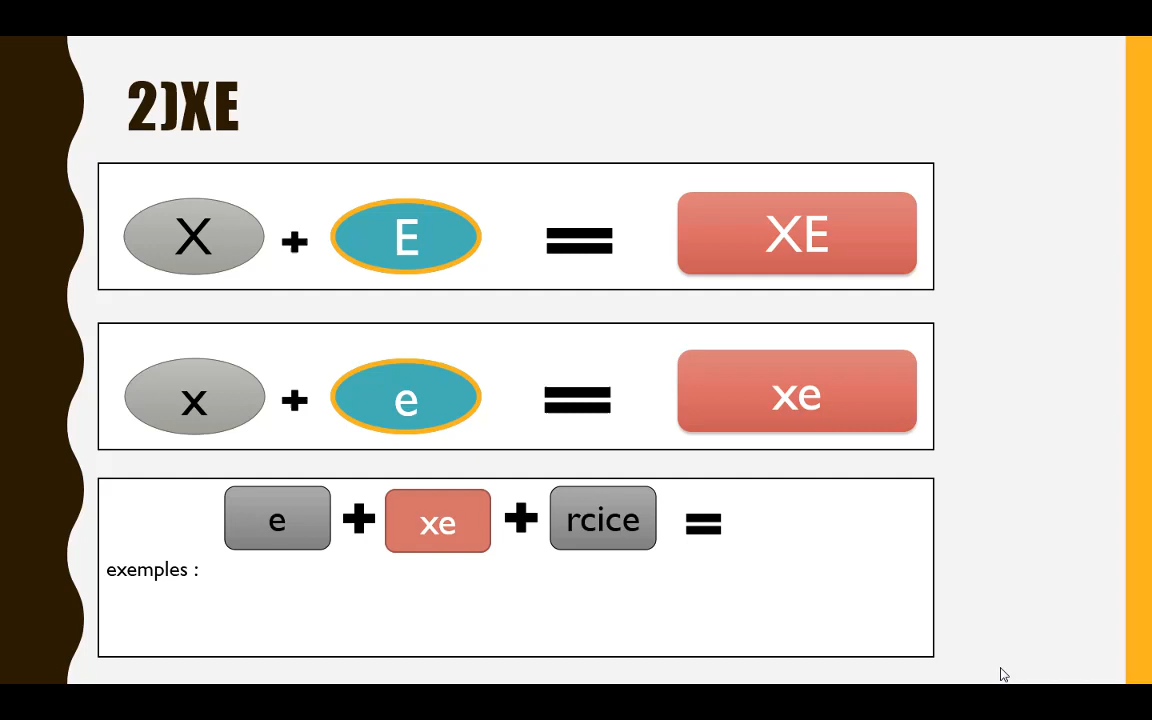 2)XE
X + E = XE
x + e = xe
e + xe + rcice =
exemples :